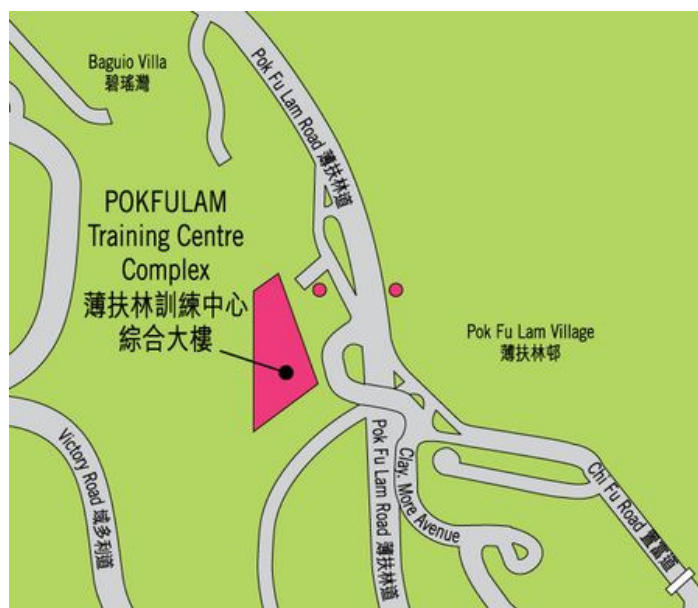 Baguio Villa
碧瑤灣
Pok Fu Lam Road 薄扶林道
POKFULAM
Training Centre
Complex
薄扶林訓練中心
綜合大樓
Pok Fu Lam Village
薄扶林邨
Victory Road 域多利道
Pok Fu Lam Road 薄扶林道
Clay. More Avenue
Chi Fu Road 置富道